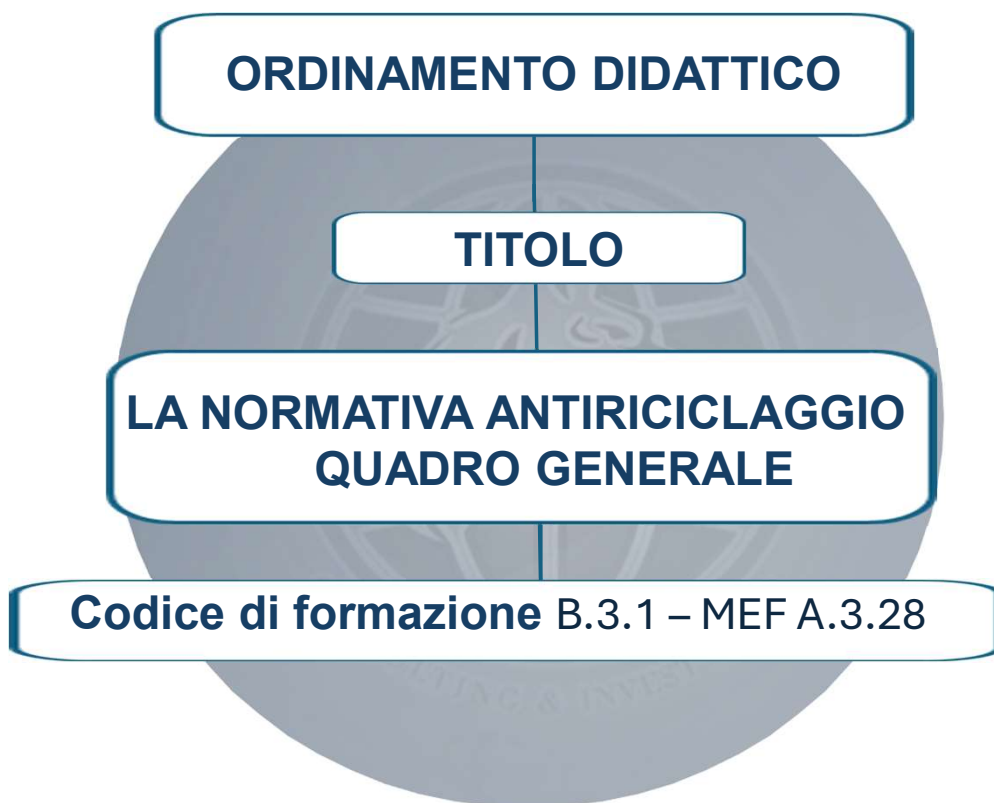 ORDINAMENTO DIDATTICO
TITOLO
LA NORMATIVA ANTIRICICLAGGIO
QUADRO GENERALE
Codice di formazione B.3.1 – MEF A.3.28